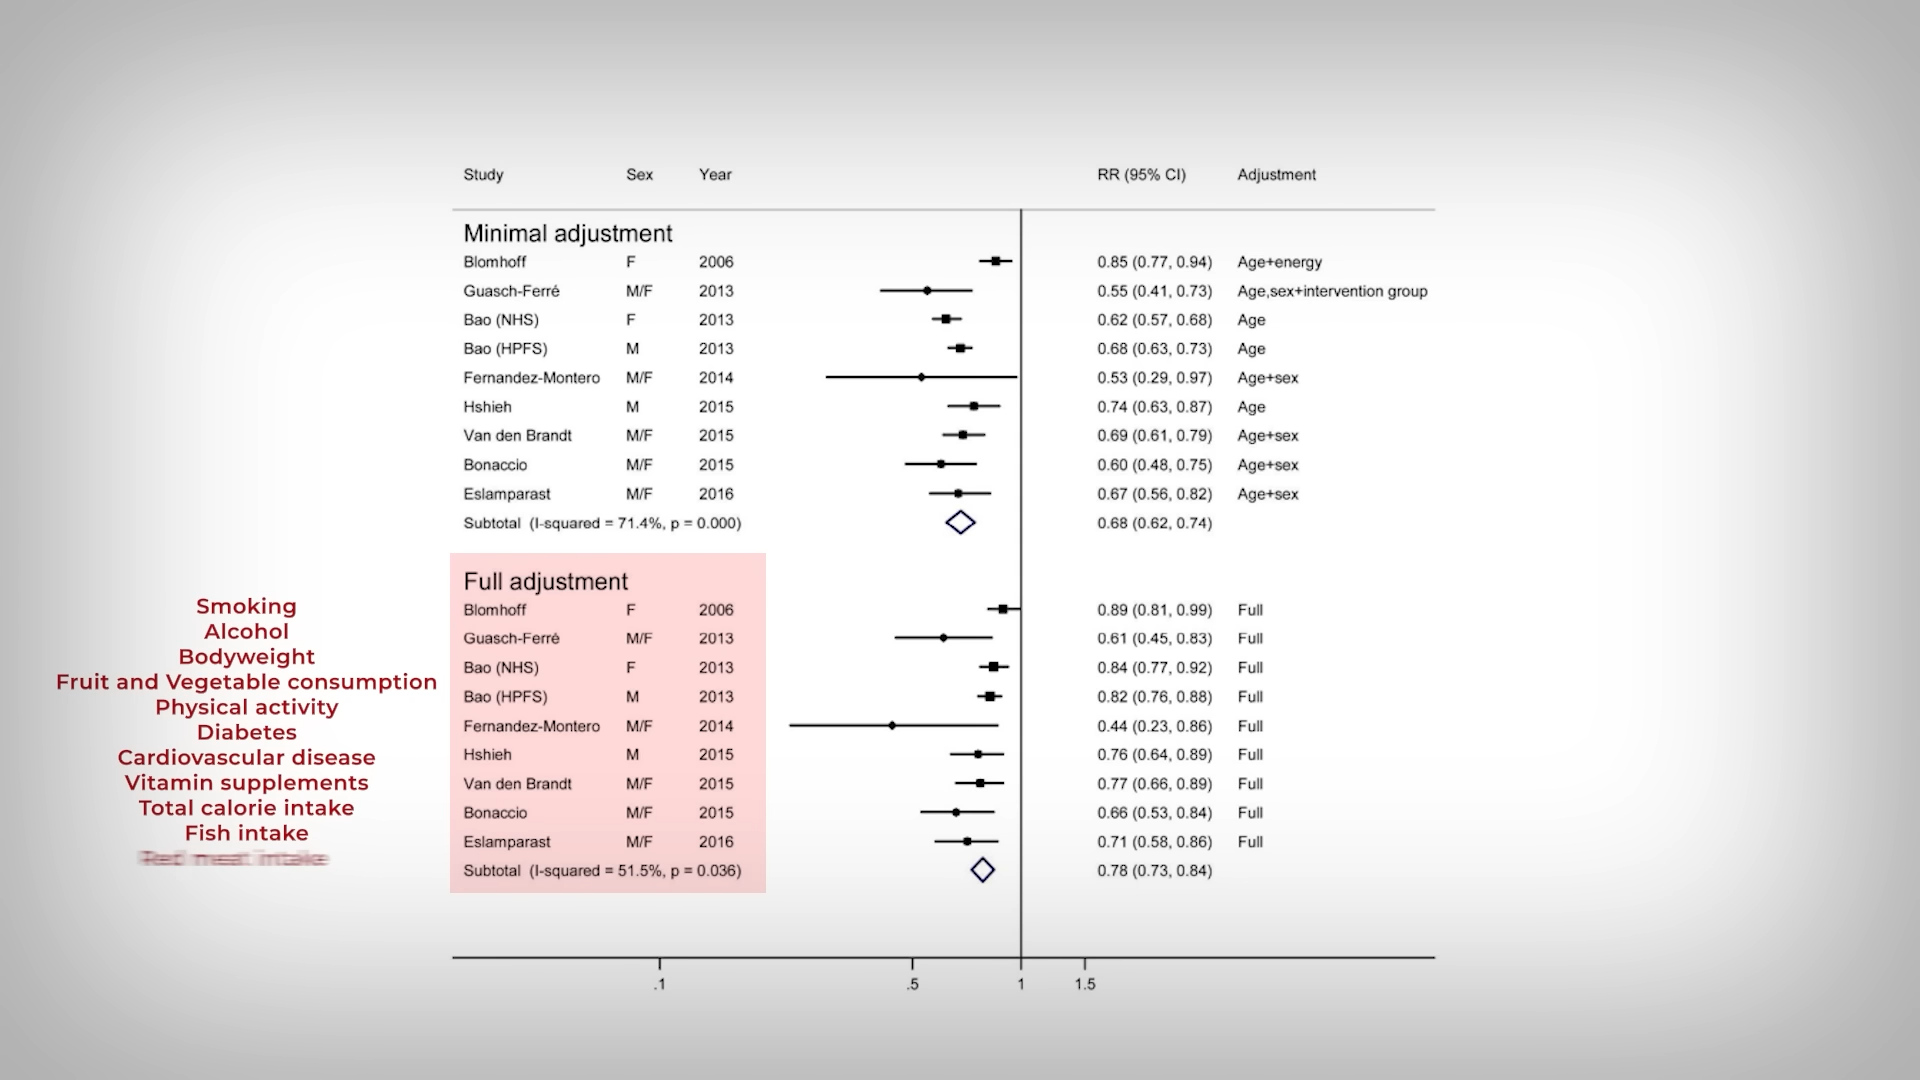 Study Sex Year RR (95% CI) Adjustment
Minimal adjustment
Blomhoff F 2006 0.85 (0.77, 0.94) Age+energy
Guasch-Ferré M/F 2013 0.55 (0.41, 0.73) Age,sex+intervention group
Bao (NHS) F 2013 0.62 (0.57, 0.68) Age
Bao (HPFS) M 2013 0.68 (0.63, 0.73) Age
Fernandez-Montero M/F 2014 0.53 (0.29, 0.97) Age+sex
Hshieh M 2015 0.74 (0.63, 0.87) Age
Van den Brandt M/F 2015 0.69 (0.61, 0.79) Age+sex
Bonaccio M/F 2015 0.60 (0.48, 0.75) Age+sex
Eslamparast M/F 2016 0.67 (0.56, 0.82) Age+sex
Subtotal (I-squared = 71.4%, p = 0.000) 0.68 (0.62, 0.74)
Full adjustment
Blomhoff F 2006 0.89 (0.81, 0.99) Full
Guasch-Ferré M/F 2013 0.61 (0.45, 0.83) Full
Bao (NHS) F 2013 0.84 (0.77, 0.92) Full
Bao (HPFS) M 2013 0.82 (0.76, 0.88) Full
Fernandez-Montero M/F 2014 0.44 (0.23, 0.86) Full
Hshieh M 2015 0.76 (0.64, 0.89) Full
Van den Brandt M/F 2015 0.77 (0.66, 0.89) Full
Bonaccio M/F 2015 0.66 (0.53, 0.84) Full
Eslamparast M/F 2016 0.71 (0.58, 0.86) Full
Subtotal (I-squared = 51.5%, p = 0.036) 0.78 (0.73, 0.84)
.1 .5 1 1.5
Smoking
Alcohol
Bodyweight
Fruit and Vegetable consumption
Physical activity
Diabetes
Cardiovascular disease
Vitamin supplements
Total calorie intake
Fish intake
Red meat intake